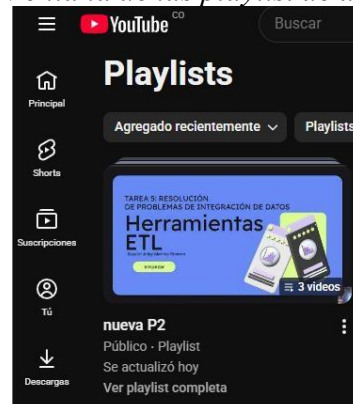 YouTube CO
Buscar
Playlists
Principal
Agregado recientemente
Playlists
Shorts
TAREA 5: RESOLUCIÓN
DE PROBLEMAS DE INTEGRACIÓN DE DATOS
Herramientas
ETL
Suscripciones
3 videos
Tú
nueva P2
Público · Playlist
Se actualizó hoy
Descargas
Ver playlist completa